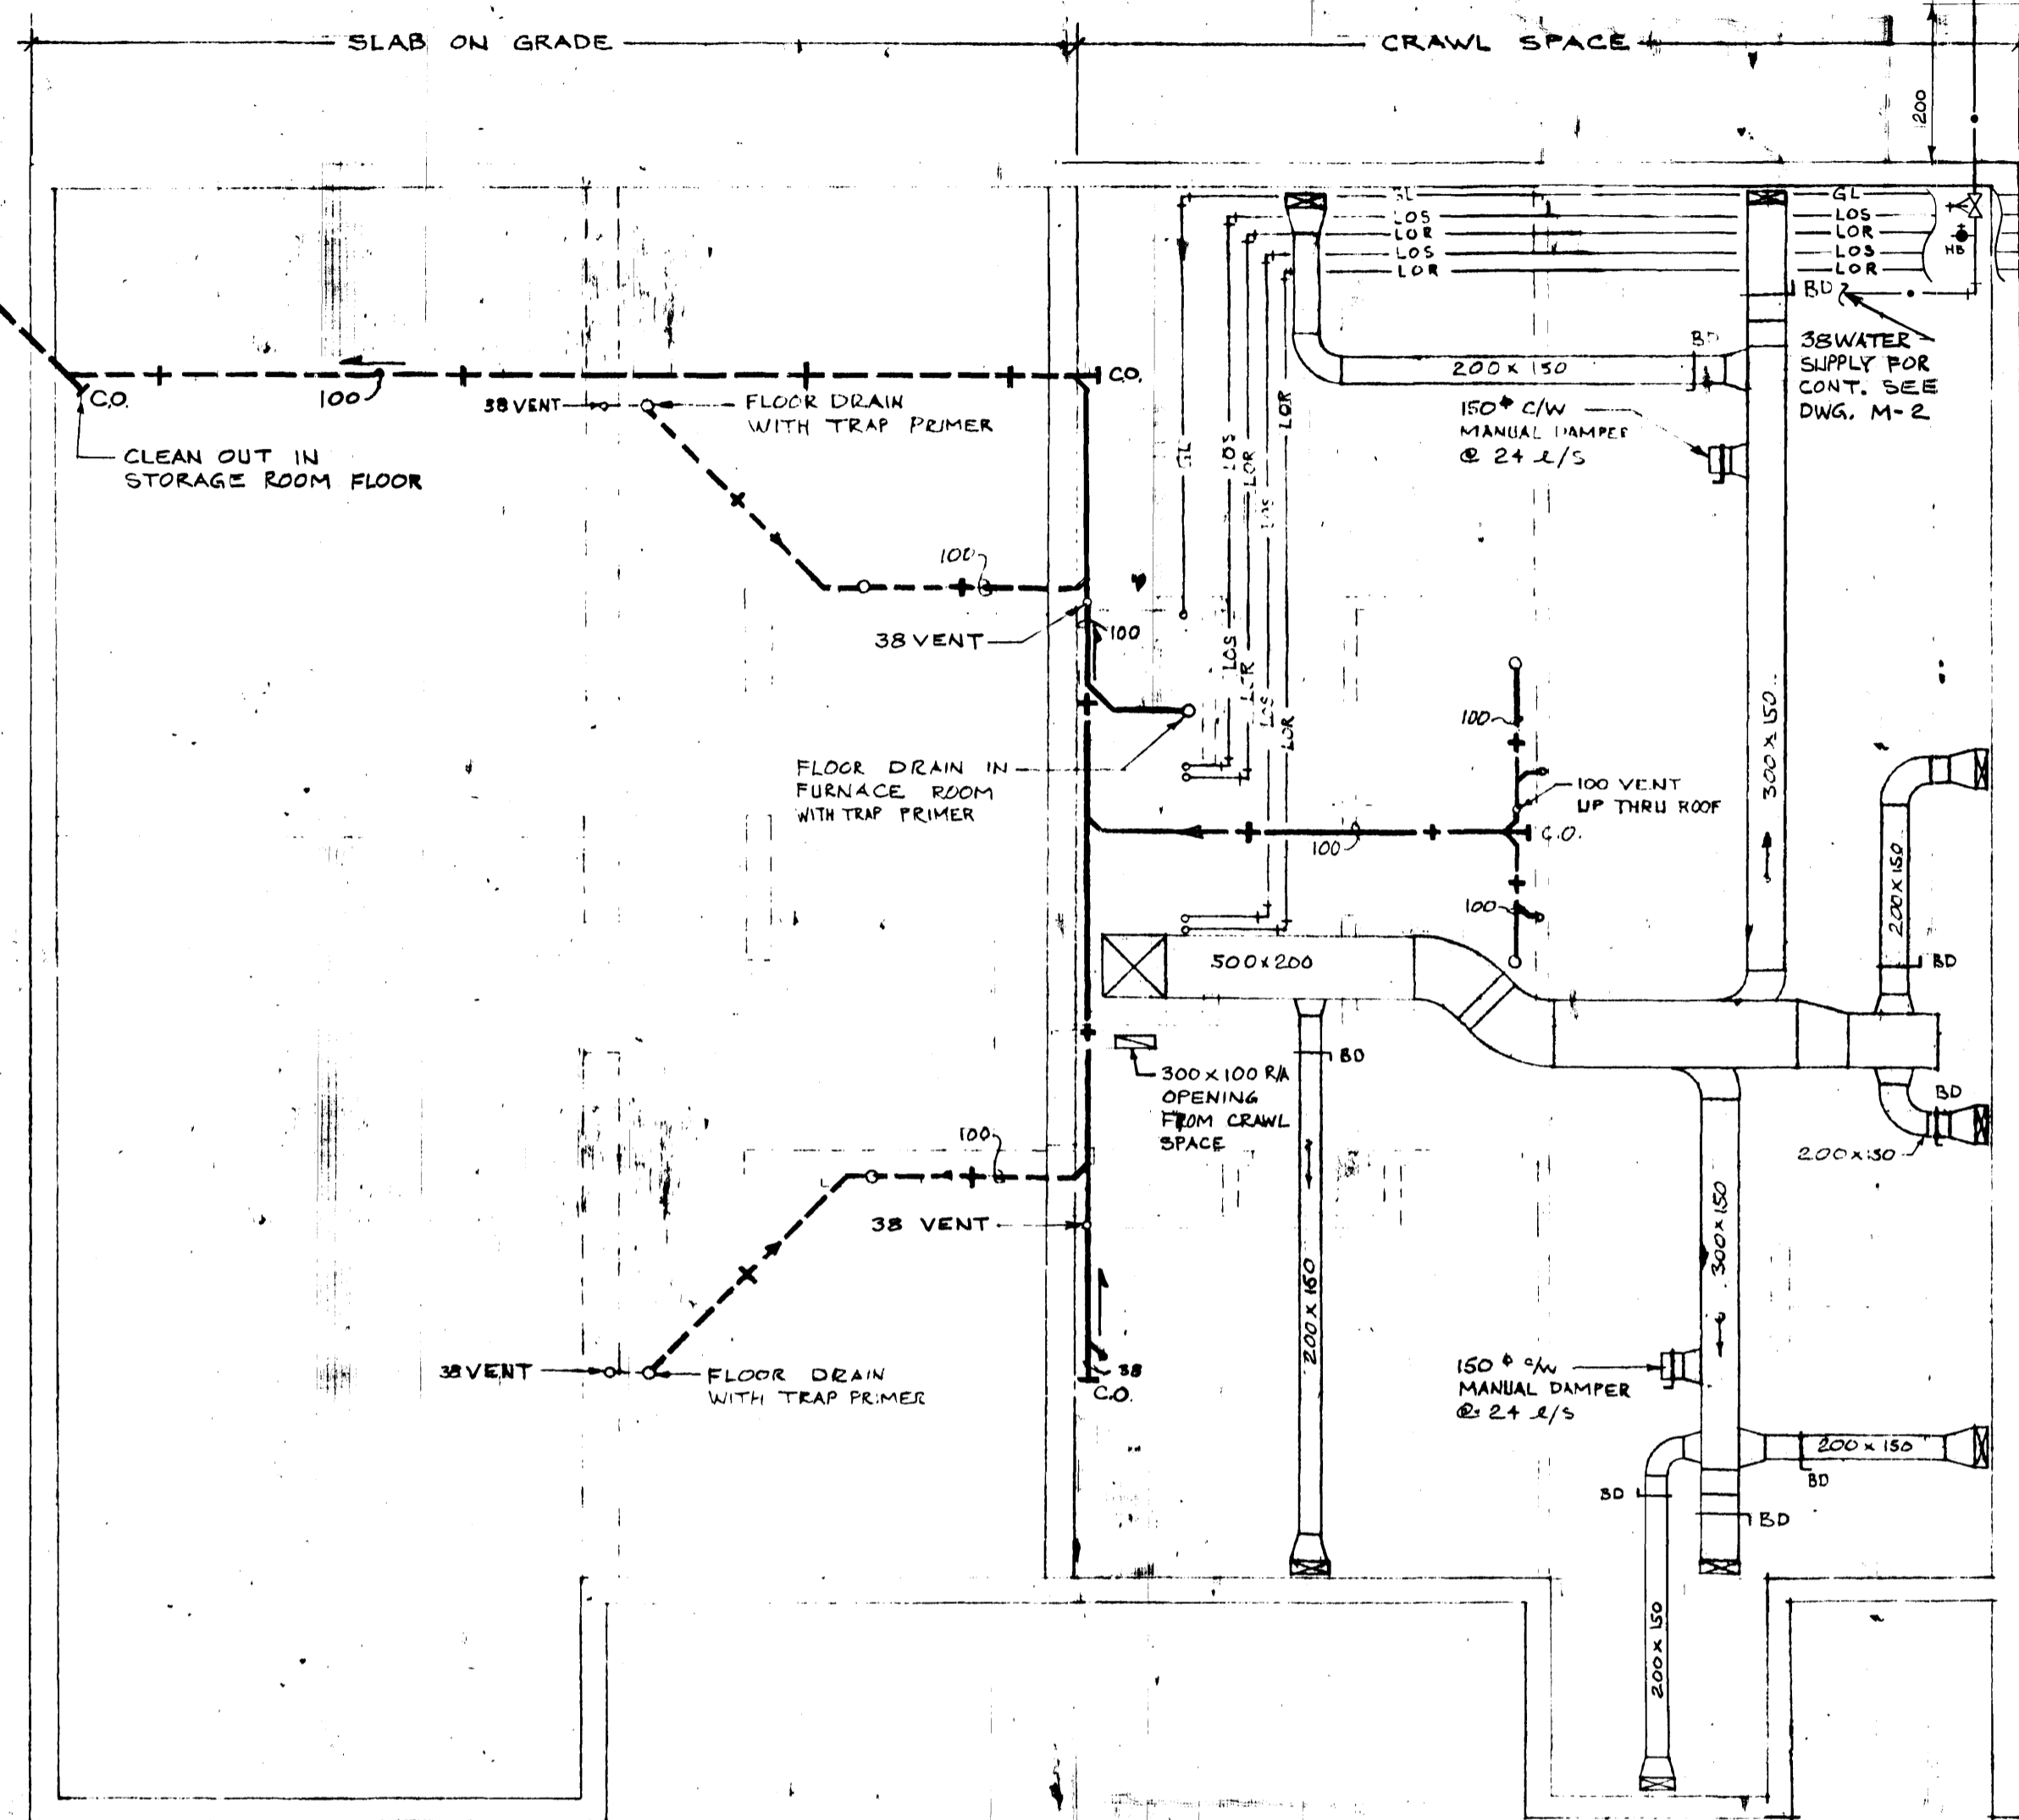 SLAB ON GRADE
CRAWL SPACE
1200
GL
LOS
LOR
LOS
LOR
GL
LOS
LOR
LOS
LOR
HB
BD
38 WATER
SUPPLY FOR
CONT. SEE
DWG. M-2
BD
200 x 150
150ϕ C/W
MANUAL DAMPER
@ 24 l/s
C.O.
100
38 VENT
FLOOR DRAIN
WITH TRAP PRIMER
C.O.
CLEAN OUT IN
STORAGE ROOM FLOOR
GL
LOS
LOR
LOS
LOR
100
38 VENT
100
LOS
LOR
LOS
LOR
FLOOR DRAIN IN
FURNACE ROOM
WITH TRAP PRIMER
100
100 VENT
UP THRU ROOF
C.O.
100
100
300 x 150
200 x 150
BD
500 x 200
BD
300 x 100 R/A
OPENING
FROM CRAWL
SPACE
BD
200 x 150
100
38 VENT
200 x 150
300 x 150
38 VENT
FLOOR DRAIN
WITH TRAP PRIMER
38
C.O.
150 ϕ C/W
MANUAL DAMPER
@ 24 l/s
200 x 150
BD
BD
BD
200 x 150